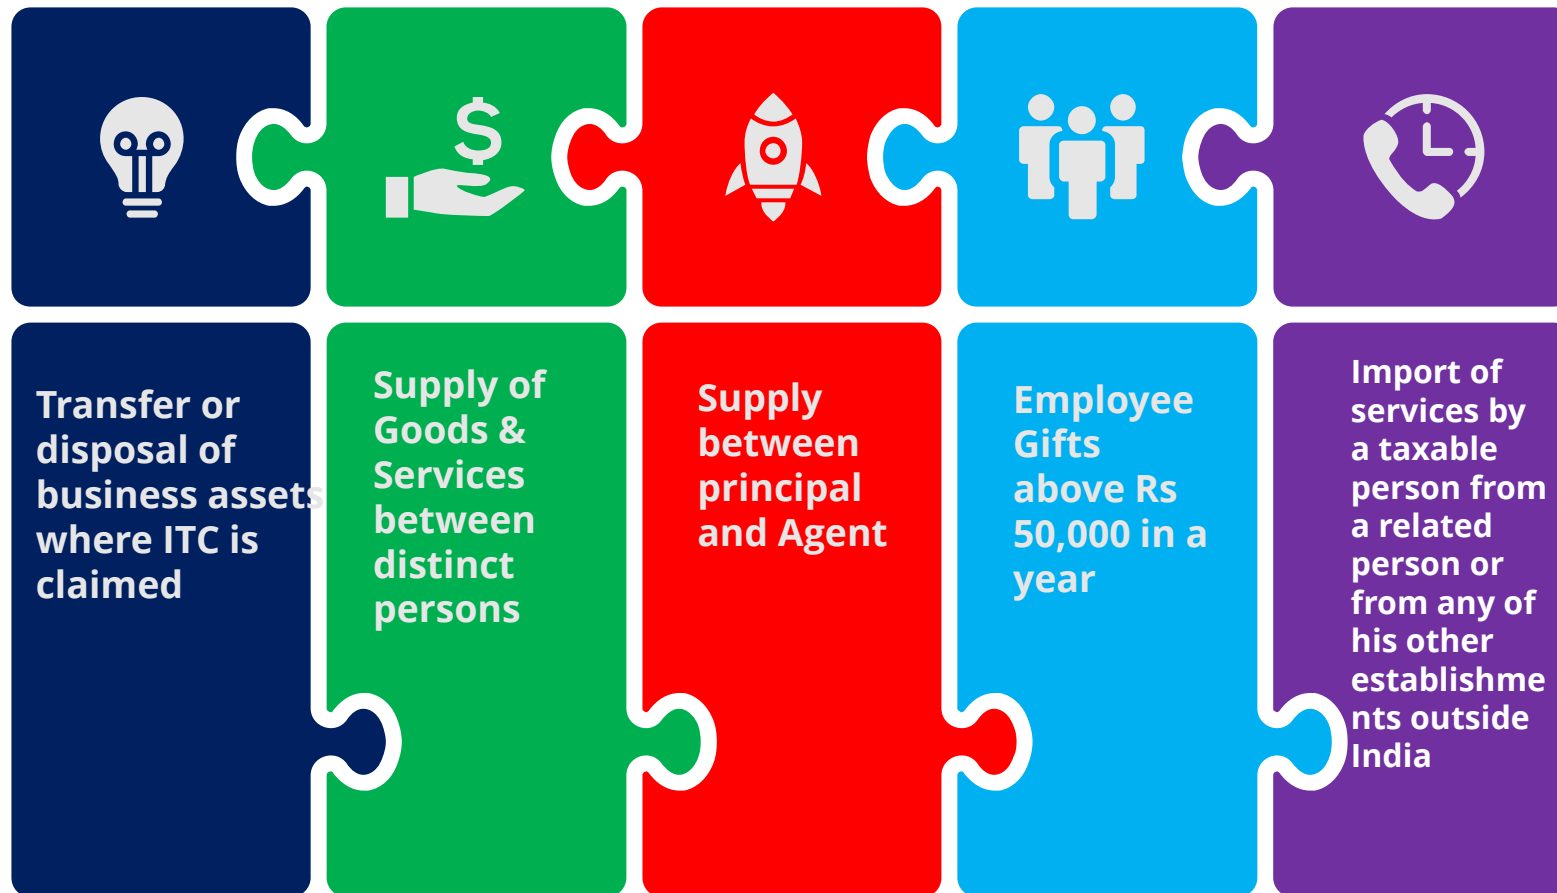 Transfer or
disposal of
business assets
where ITC is
claimed
Supply of
Goods &
Services
between
distinct
persons
Supply
between
principal
and Agent
Employee
Gifts
above Rs
50,000 in a
year
Import of
services by
a taxable
person from
a related
person or
from any of
his other
establishme
nts outside
India